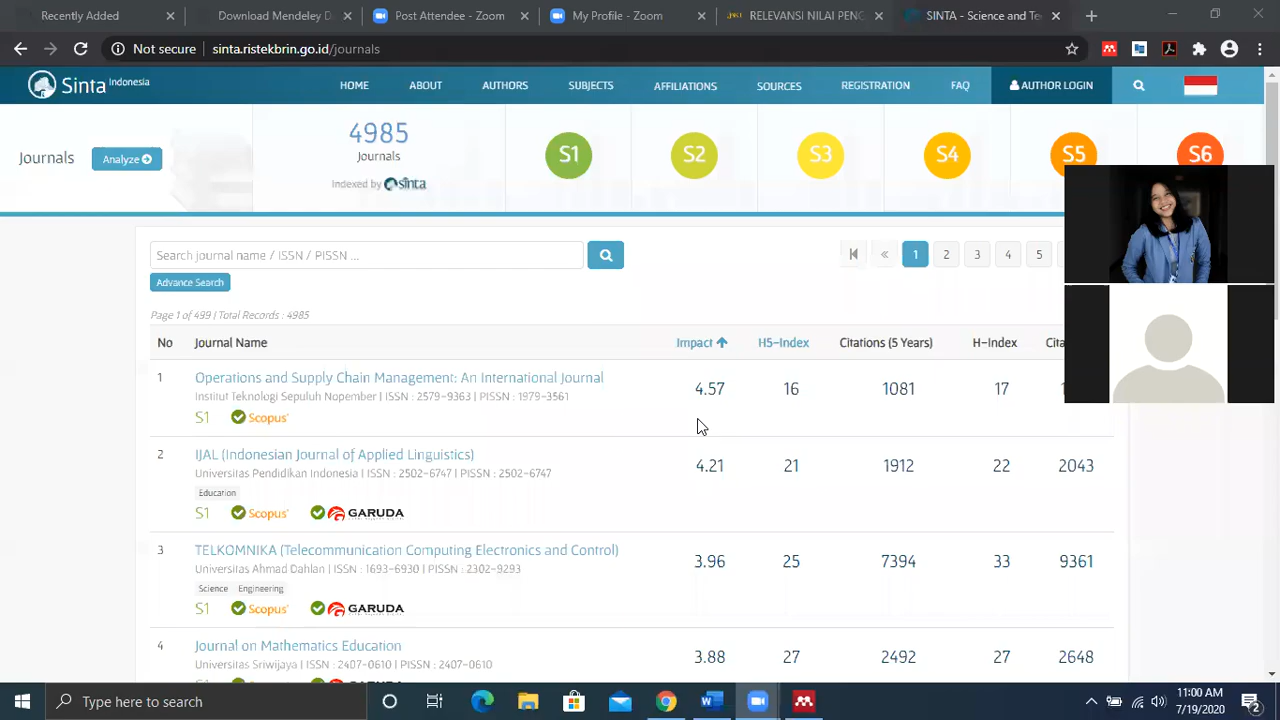 Recently Added
Download Mendeley D
Post Attendee - Zoom
My Profile - Zoom
RELEVANSI NILAI PENG
SINTA - Science and Te
Not secure
sinta.ristekbrin.go.id/journals
Sinta Indonesia
HOME
ABOUT
AUTHORS
SUBJECTS
AFFILIATIONS
SOURCES
REGISTRATION
FAQ
AUTHOR LOGIN
Journals
Analyze
4985
Journals
Indexed by sinta
S1
S2
S3
S4
S5
S6
Search journal name / ISSN / PISSN ...
1
2
3
4
5
Advance Search
Page 1 of 499 | Total Records : 4985
No Journal Name Impact H5-Index Citations (5 Years) H-Index Cita
1 Operations and Supply Chain Management: An International Journal 4.57 16 1081 17
Institut Teknologi Sepuluh Nopember | ISSN : 2579-9363 | PISSN : 1979-3561
S1 Scopus
2 IJAL (Indonesian Journal of Applied Linguistics) 4.21 21 1912 22 2043
Universitas Pendidikan Indonesia | ISSN : 2502-6747 | PISSN : 2502-6747
Education
S1 Scopus GARUDA
3 TELKOMNIKA (Telecommunication Computing Electronics and Control) 3.96 25 7394 33 9361
Universitas Ahmad Dahlan | ISSN : 1693-6930 | PISSN : 2302-9293
Science Engineering
S1 Scopus GARUDA
4 Journal on Mathematics Education 3.88 27 2492 27 2648
Universitas Sriwijaya | ISSN : 2407-0610 | PISSN : 2407-0610
Type here to search
11:00 AM
7/19/2020
2